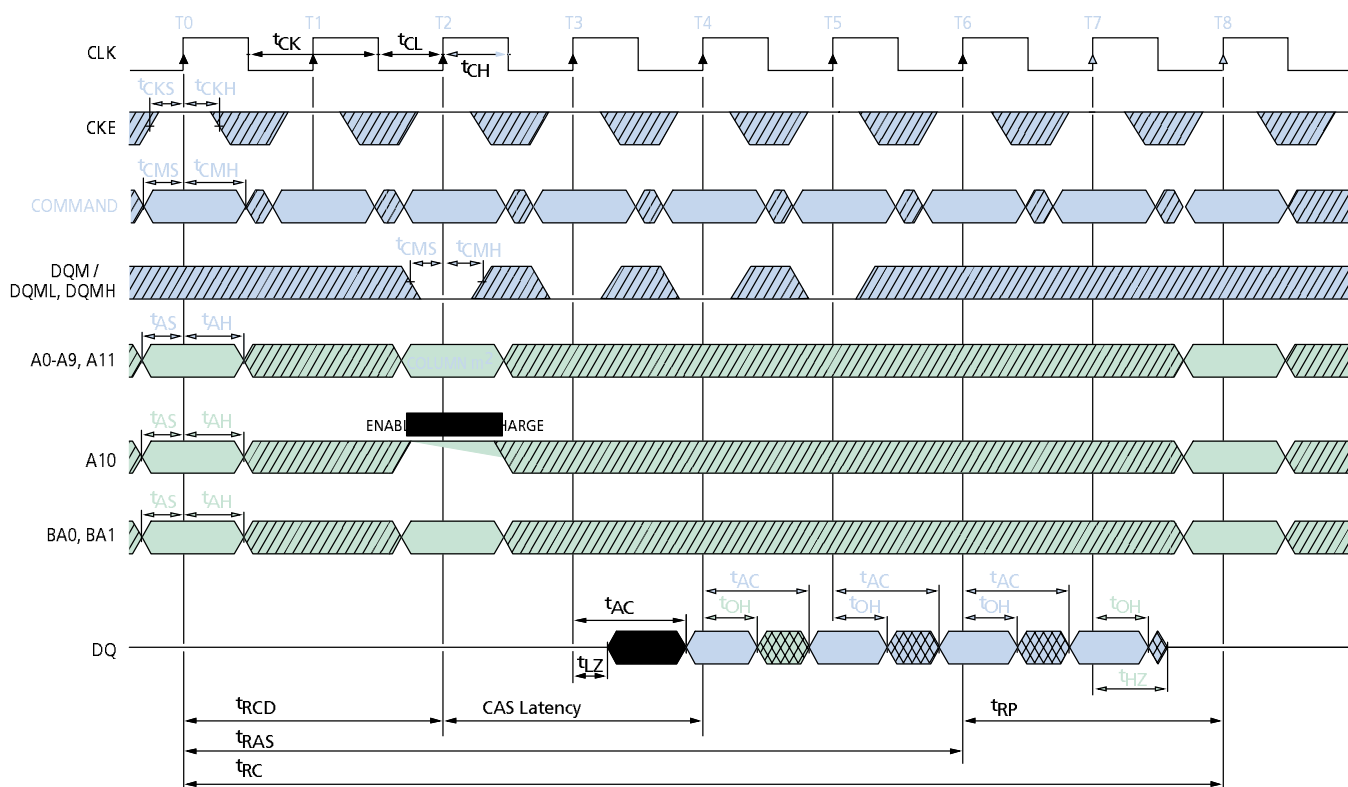 T0 T1 T2 T3 T4 T5 T6 T7 T8
CLK tCK tCL tCH
tCKS tCKH
CKE
tCMS tCMH
COMMAND
tCMS tCMH
DQM /
DQML, DQMH
tAS tAH
A0-A9, A11 COLUMN m2
ENABL HARGE
tAS tAH
A10
tAS tAH
BA0, BA1
tAC tAC tAC
tAC tOH tOH tOH tOH
DQ
tLZ tHZ
tRCD CAS Latency tRP
tRAS
tRC